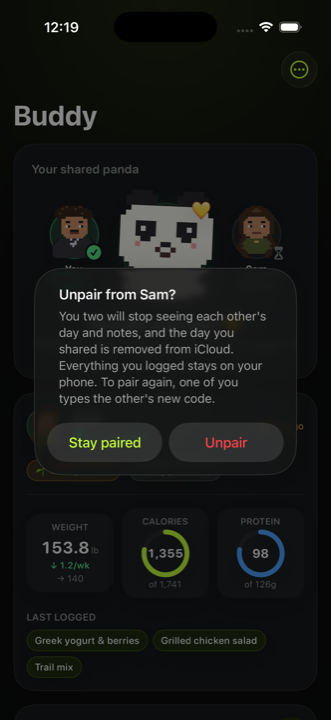 12:19
Buddy
Your shared panda
Unpair from Sam?
You two will stop seeing each other's
day and notes, and the day you
shared is removed from iCloud.
Everything you logged stays on your
phone. To pair again, one of you
types the other's new code.
Stay paired
Unpair
WEIGHT
153.8 lb
↓ 1.2/wk
→ 140
CALORIES
1,355
of 1,741
PROTEIN
98
of 126g
LAST LOGGED
Greek yogurt & berries
Grilled chicken salad
Trail mix